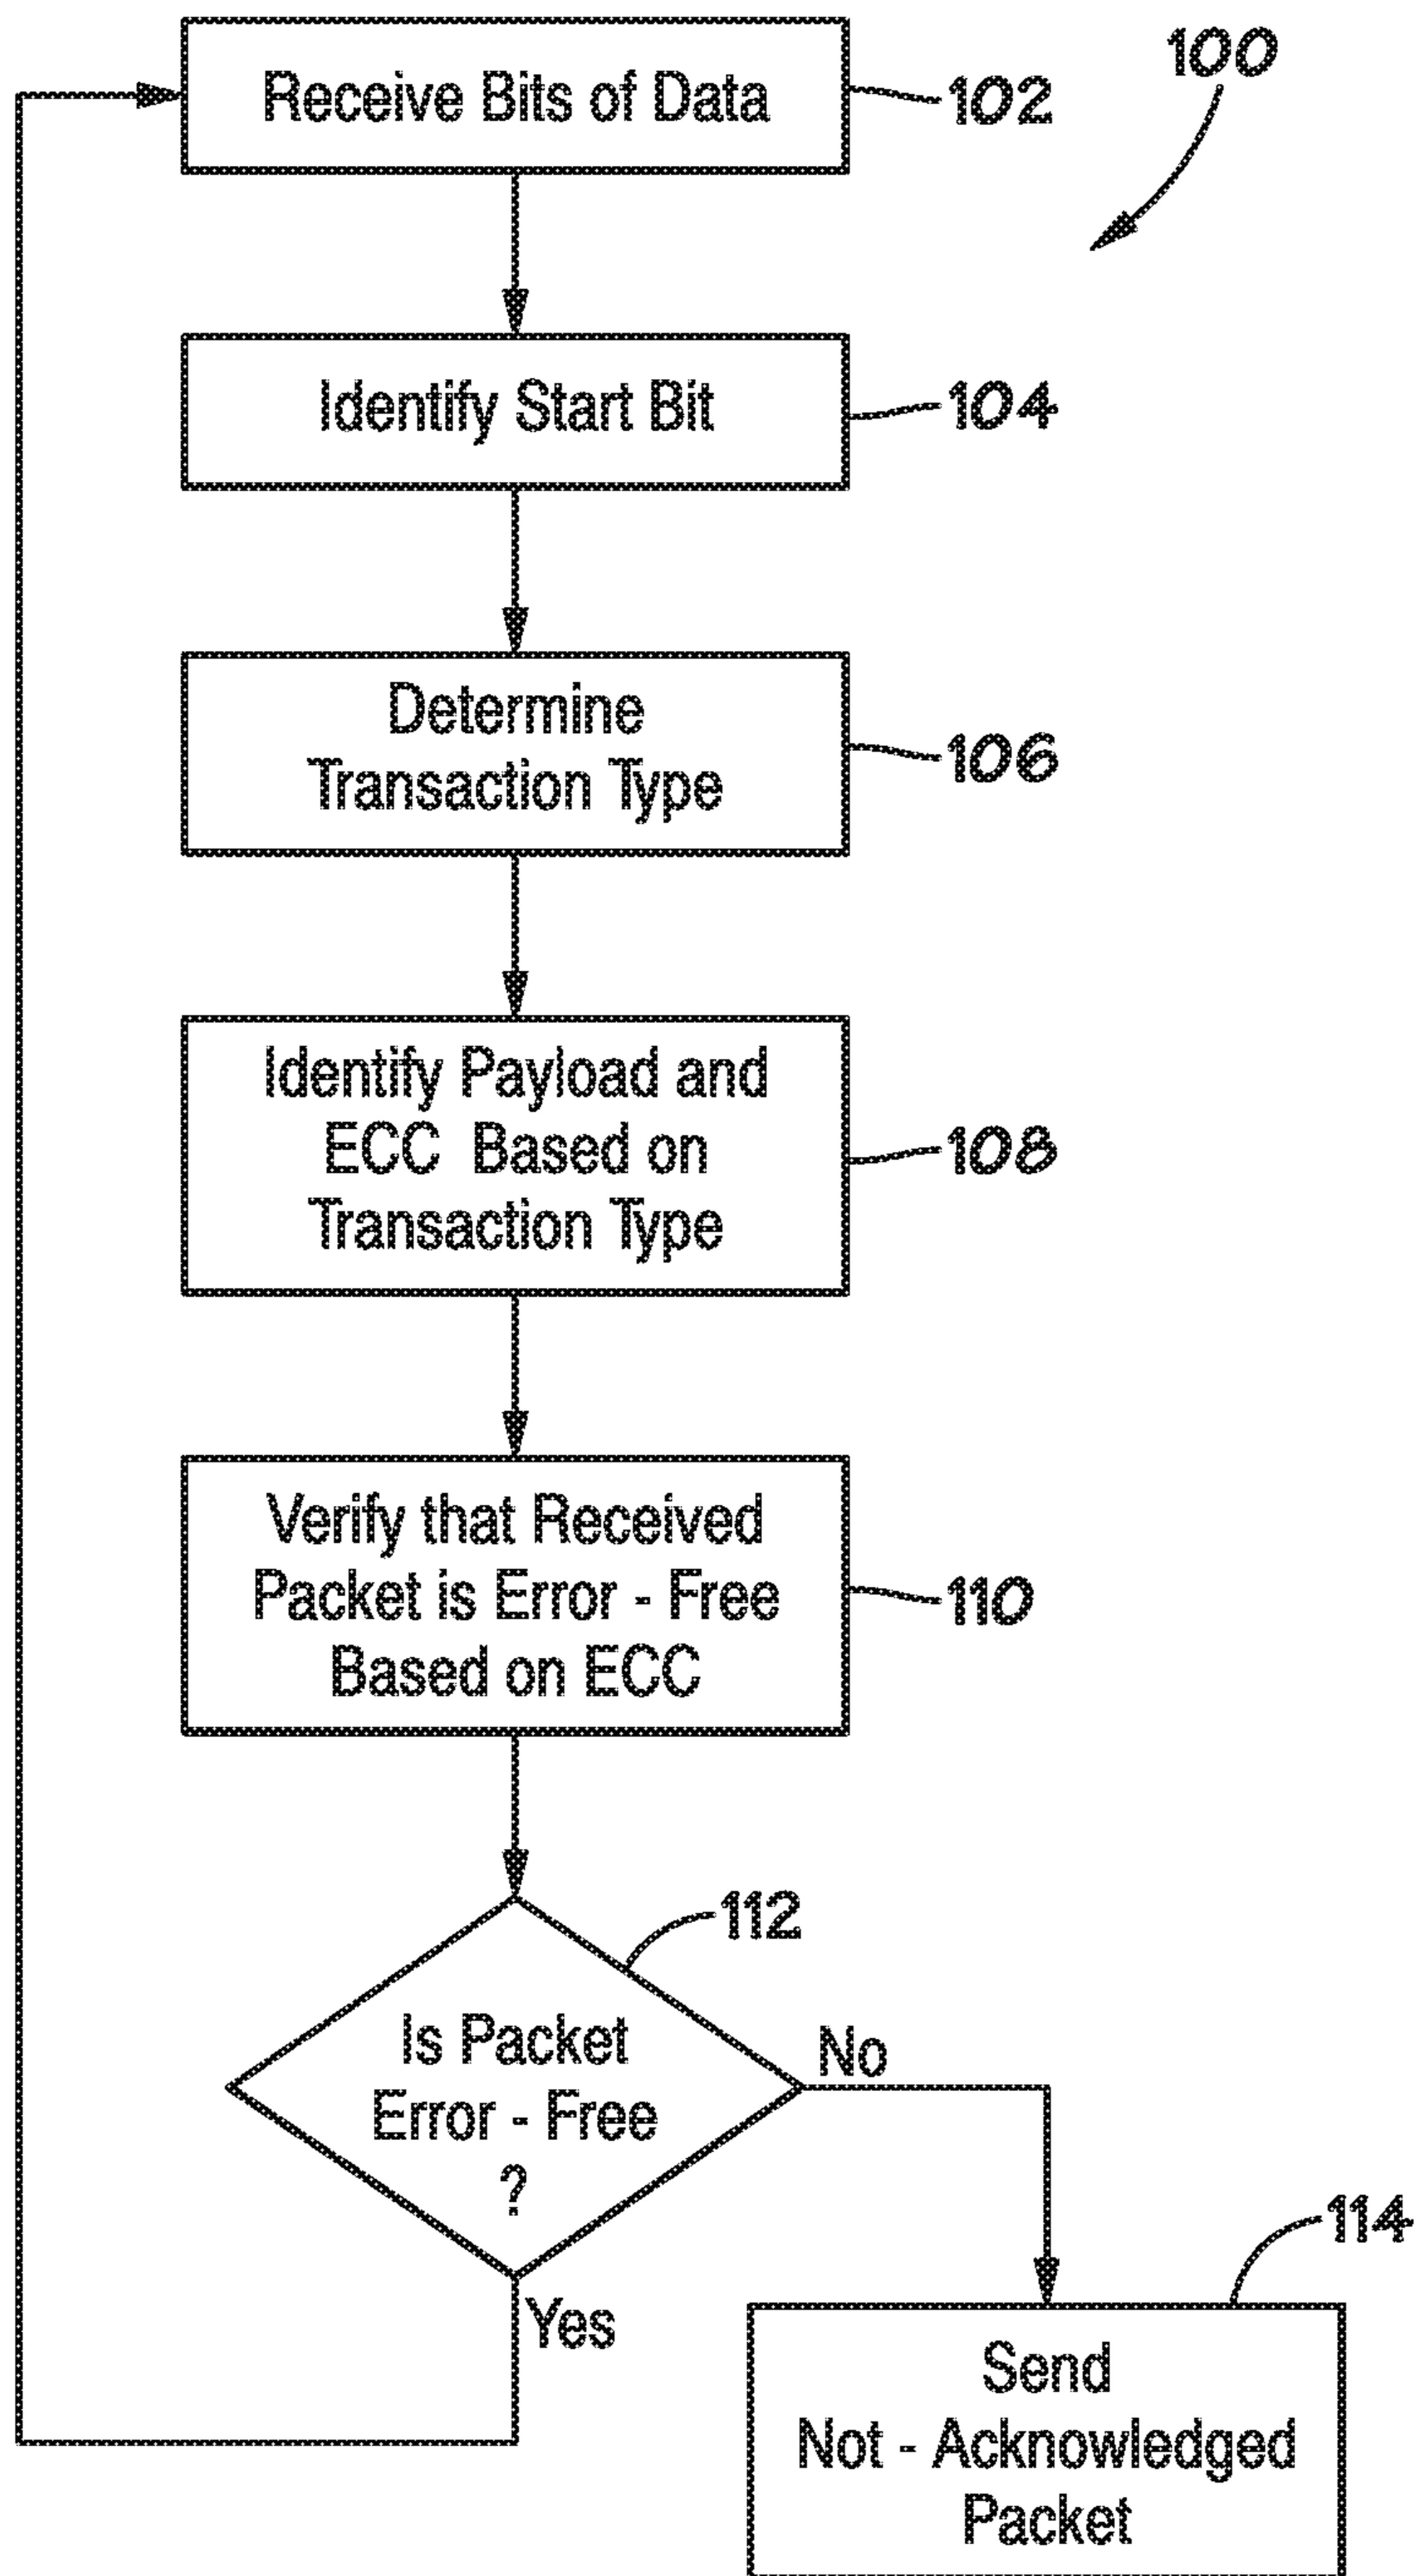 100
Receive Bits of Data
102
Identify Start Bit
104
Determine
Transaction Type
106
Identify Payload and
ECC Based on
Transaction Type
108
Verify that Received
Packet is Error - Free
Based on ECC
110
112
Is Packet
Error - Free
?
No
Yes
114
Send
Not - Acknowledged
Packet